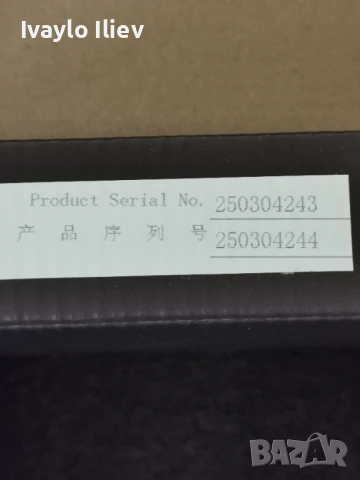 Ivaylo Iliev
Product Serial No. 250304243
产品序列号 250304244
BAZAR